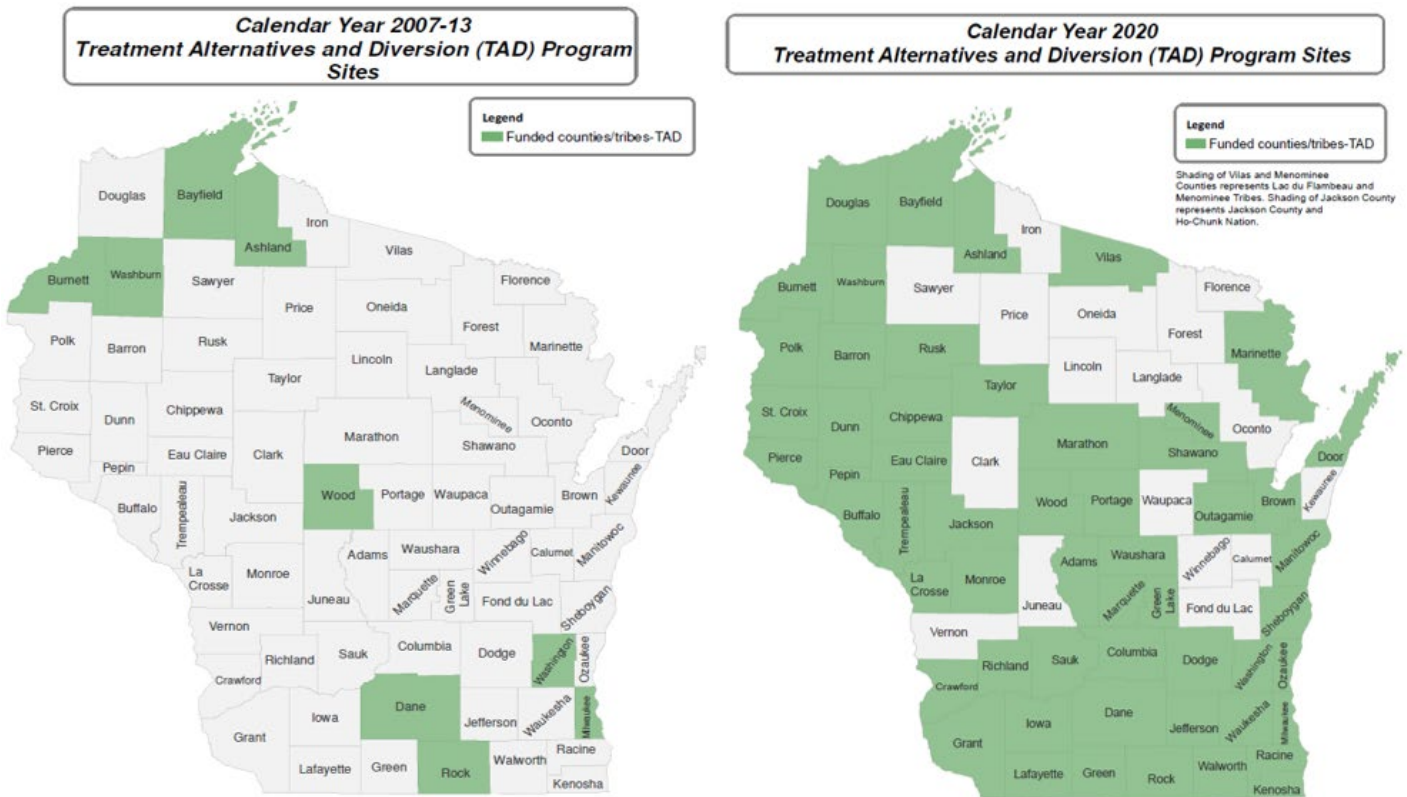 Calendar Year 2007-13
Treatment Alternatives and Diversion (TAD) Program
Sites
Legend
Funded counties/tribes-TAD
Douglas
Bayfield
Iron
Ashland
Vilas
Burnett
Washburn
Sawyer
Florence
Price
Oneida
Forest
Polk
Barron
Rusk
Marinette
Lincoln
Langlade
Taylor
St. Croix
Dunn
Chippewa
Menominee
Oconto
Marathon
Pierce
Pepin
Eau Claire
Clark
Shawano
Door
Wood
Portage
Waupaca
Brown
Kewaunee
Buffalo
Trempealeau
Jackson
Outagamie
Adams
Waushara
Winnebago
Calumet
Manitowoc
La
Crosse
Monroe
Juneau
Marquette
Green
Lake
Fond du Lac
Sheboygan
Vernon
Richland
Sauk
Columbia
Dodge
Washington
Ozaukee
Crawford
Iowa
Dane
Jefferson
Waukesha
Milwaukee
Grant
Lafayette
Green
Rock
Walworth
Racine
Kenosha
Calendar Year 2020
Treatment Alternatives and Diversion (TAD) Program Sites
Legend
Funded counties/tribes-TAD
Shading of Vilas and Menominee
Counties represents Lac du Flambeau and
Menominee Tribes. Shading of Jackson County
represents Jackson County and
Ho-Chunk Nation.
Douglas
Bayfield
Iron
Ashland
Vilas
Burnett
Washburn
Sawyer
Florence
Price
Oneida
Forest
Polk
Barron
Rusk
Marinette
Lincoln
Langlade
Taylor
St. Croix
Dunn
Chippewa
Menominee
Oconto
Marathon
Pierce
Pepin
Eau Claire
Clark
Shawano
Door
Wood
Portage
Waupaca
Brown
Kewaunee
Buffalo
Trempealeau
Jackson
Outagamie
Adams
Waushara
Winnebago
Calumet
Manitowoc
La
Crosse
Monroe
Juneau
Marquette
Green
Lake
Fond du Lac
Sheboygan
Vernon
Richland
Sauk
Columbia
Dodge
Washington
Ozaukee
Crawford
Iowa
Dane
Jefferson
Waukesha
Milwaukee
Grant
Lafayette
Green
Rock
Walworth
Racine
Kenosha